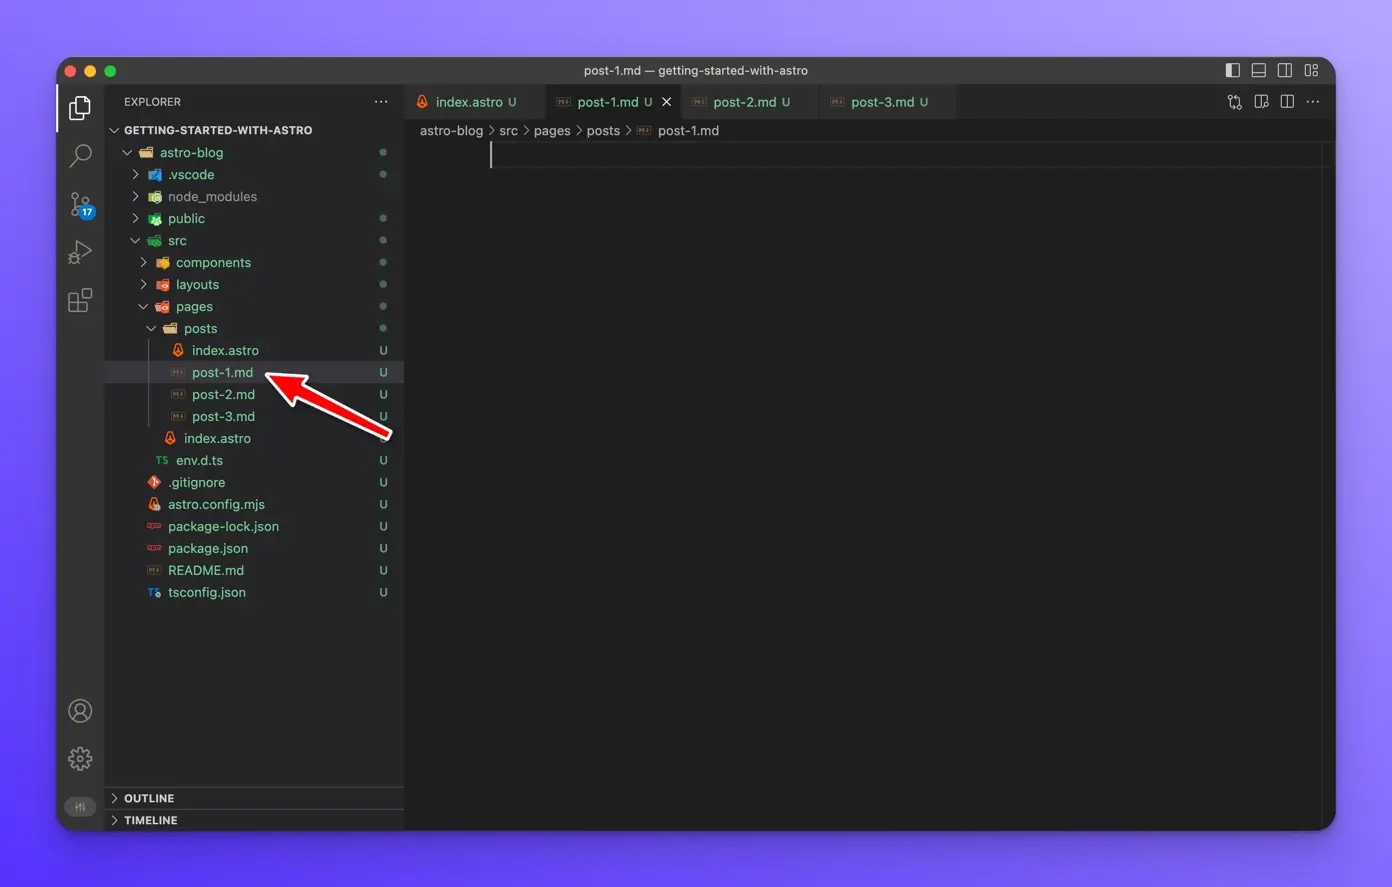 post-1.md — getting-started-with-astro
EXPLORER
index.astro U
post-1.md U
post-2.md U
post-3.md U
astro-blog > src > pages > posts > post-1.md
GETTING-STARTED-WITH-ASTRO
astro-blog
.vscode
node_modules
public
src
components
layouts
pages
posts
index.astro U
post-1.md U
post-2.md U
post-3.md U
index.astro
TS env.d.ts U
.gitignore U
astro.config.mjs U
package-lock.json U
package.json U
README.md U
TS tsconfig.json U
17
OUTLINE
TIMELINE